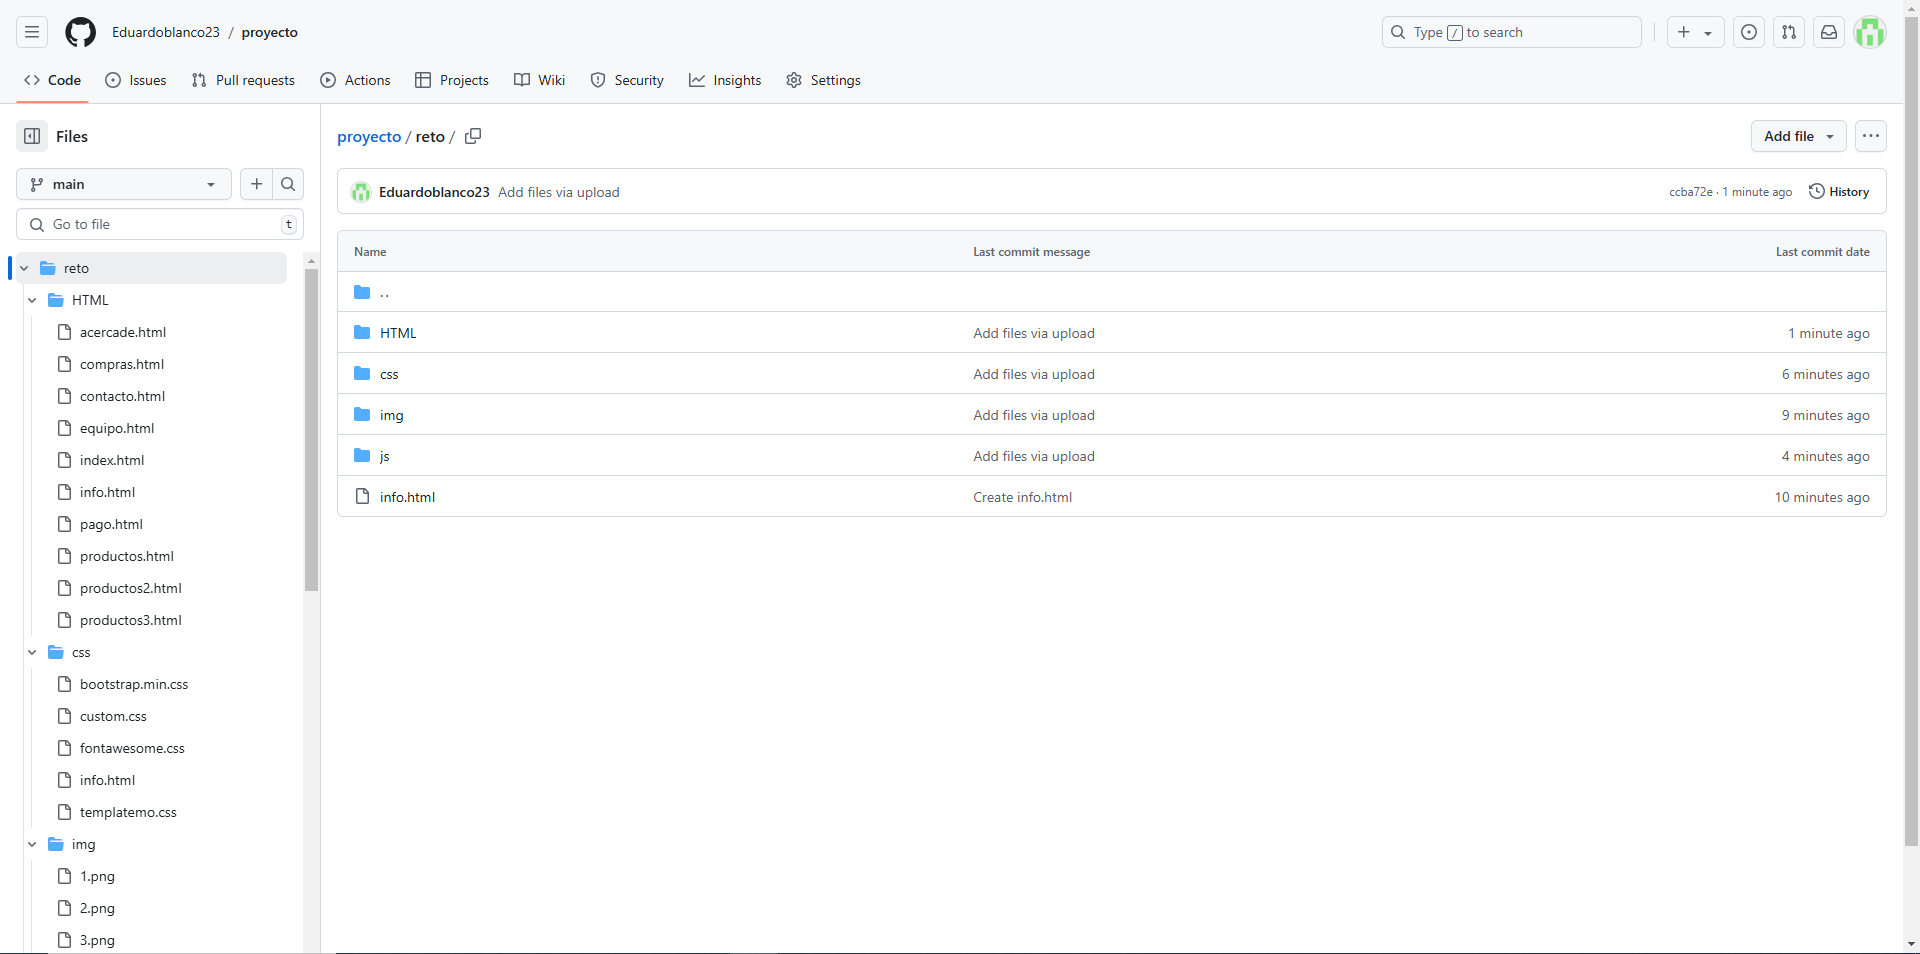 Eduardoblanco23 / proyecto
Type / to search
Code Issues Pull requests Actions Projects Wiki Security Insights Settings
Files
main
Go to file t
reto
HTML
acercade.html
compras.html
contacto.html
equipo.html
index.html
info.html
pago.html
productos.html
productos2.html
productos3.html
css
bootstrap.min.css
custom.css
fontawesome.css
info.html
templatemo.css
img
1.png
2.png
3.png
proyecto / reto /
Add file
Eduardoblanco23 Add files via upload ccba72e · 1 minute ago History
Name Last commit message Last commit date
..
HTML Add files via upload 1 minute ago
css Add files via upload 6 minutes ago
img Add files via upload 9 minutes ago
js Add files via upload 4 minutes ago
info.html Create info.html 10 minutes ago